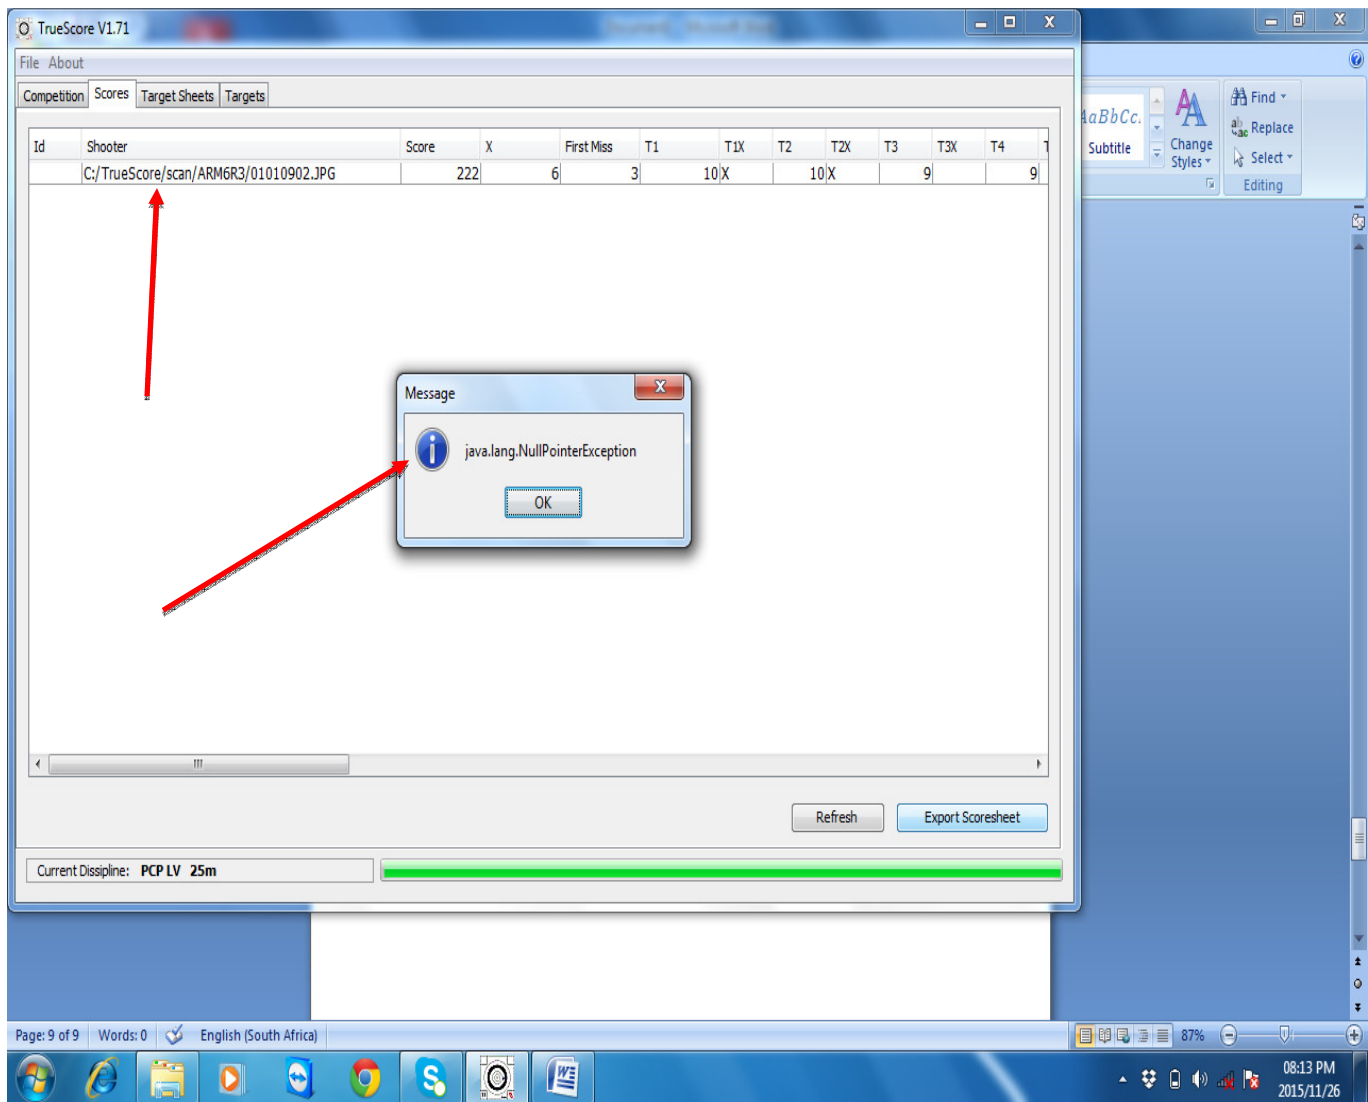 TrueScore V1.71
File About
Competition Scores Target Sheets Targets
Id Shooter Score X First Miss T1 T1X T2 T2X T3 T3X T4
C:/TrueScore/scan/ARM6R3/01010902.JPG 222 6 3 10 X 10 X 9 9
Message
java.lang.NullPointerException
OK
Refresh Export Scoresheet
Current Dissipline: PCP LV 25m
AaBbCc.
Subtitle
Change
Styles
Find
Replace
Select
Editing
Page: 9 of 9 Words: 0 English (South Africa) 87%
08:13 PM
2015/11/26